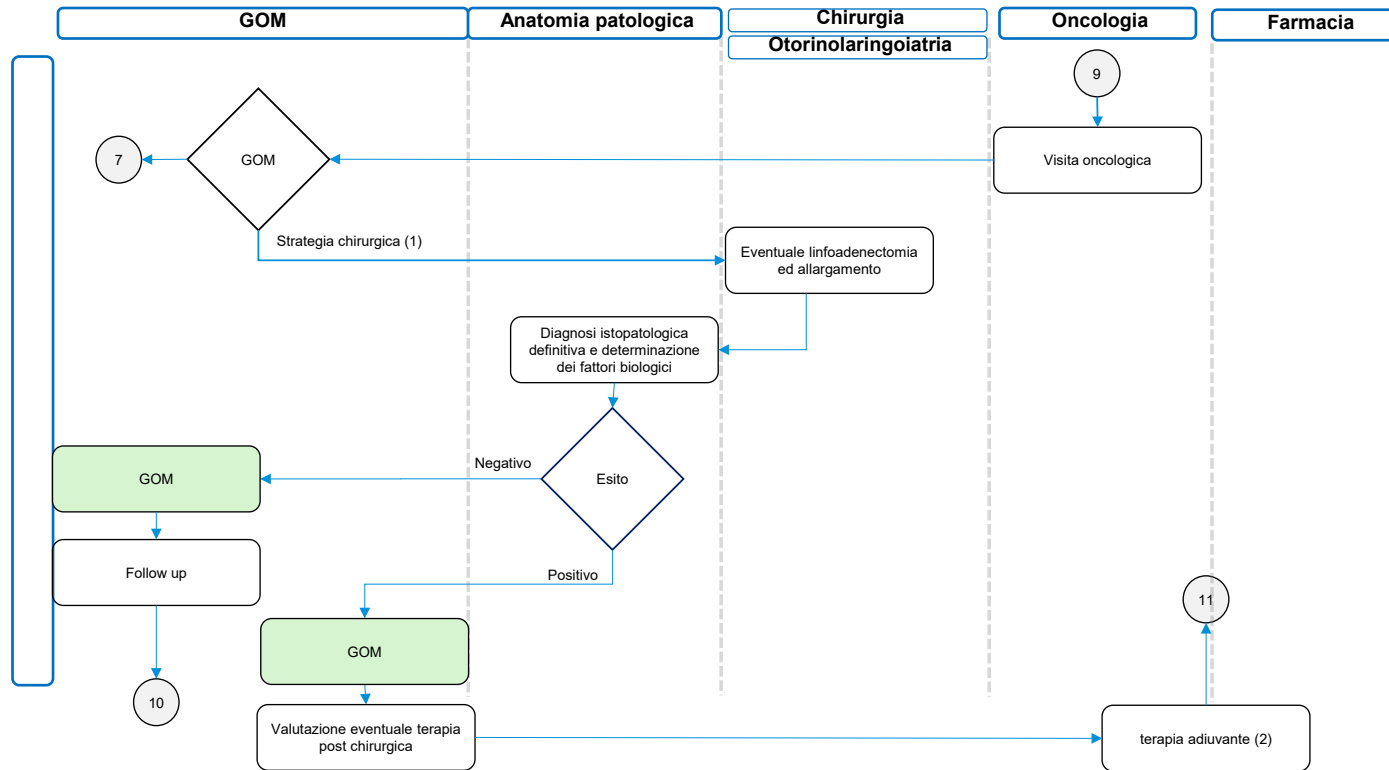 GOM
Anatomia patologica
Chirurgia
Otorinolaringoiatria
Oncologia
Farmacia
9
7
GOM
Visita oncologica
Strategia chirurgica (1)
Eventuale linfoadenectomia
ed allargamento
Diagnosi istopatologica
definitiva e determinazione
dei fattori biologici
Negativo
GOM
Esito
Follow up
Positivo
11
GOM
10
Valutazione eventuale terapia
post chirurgica
terapia adiuvante (2)